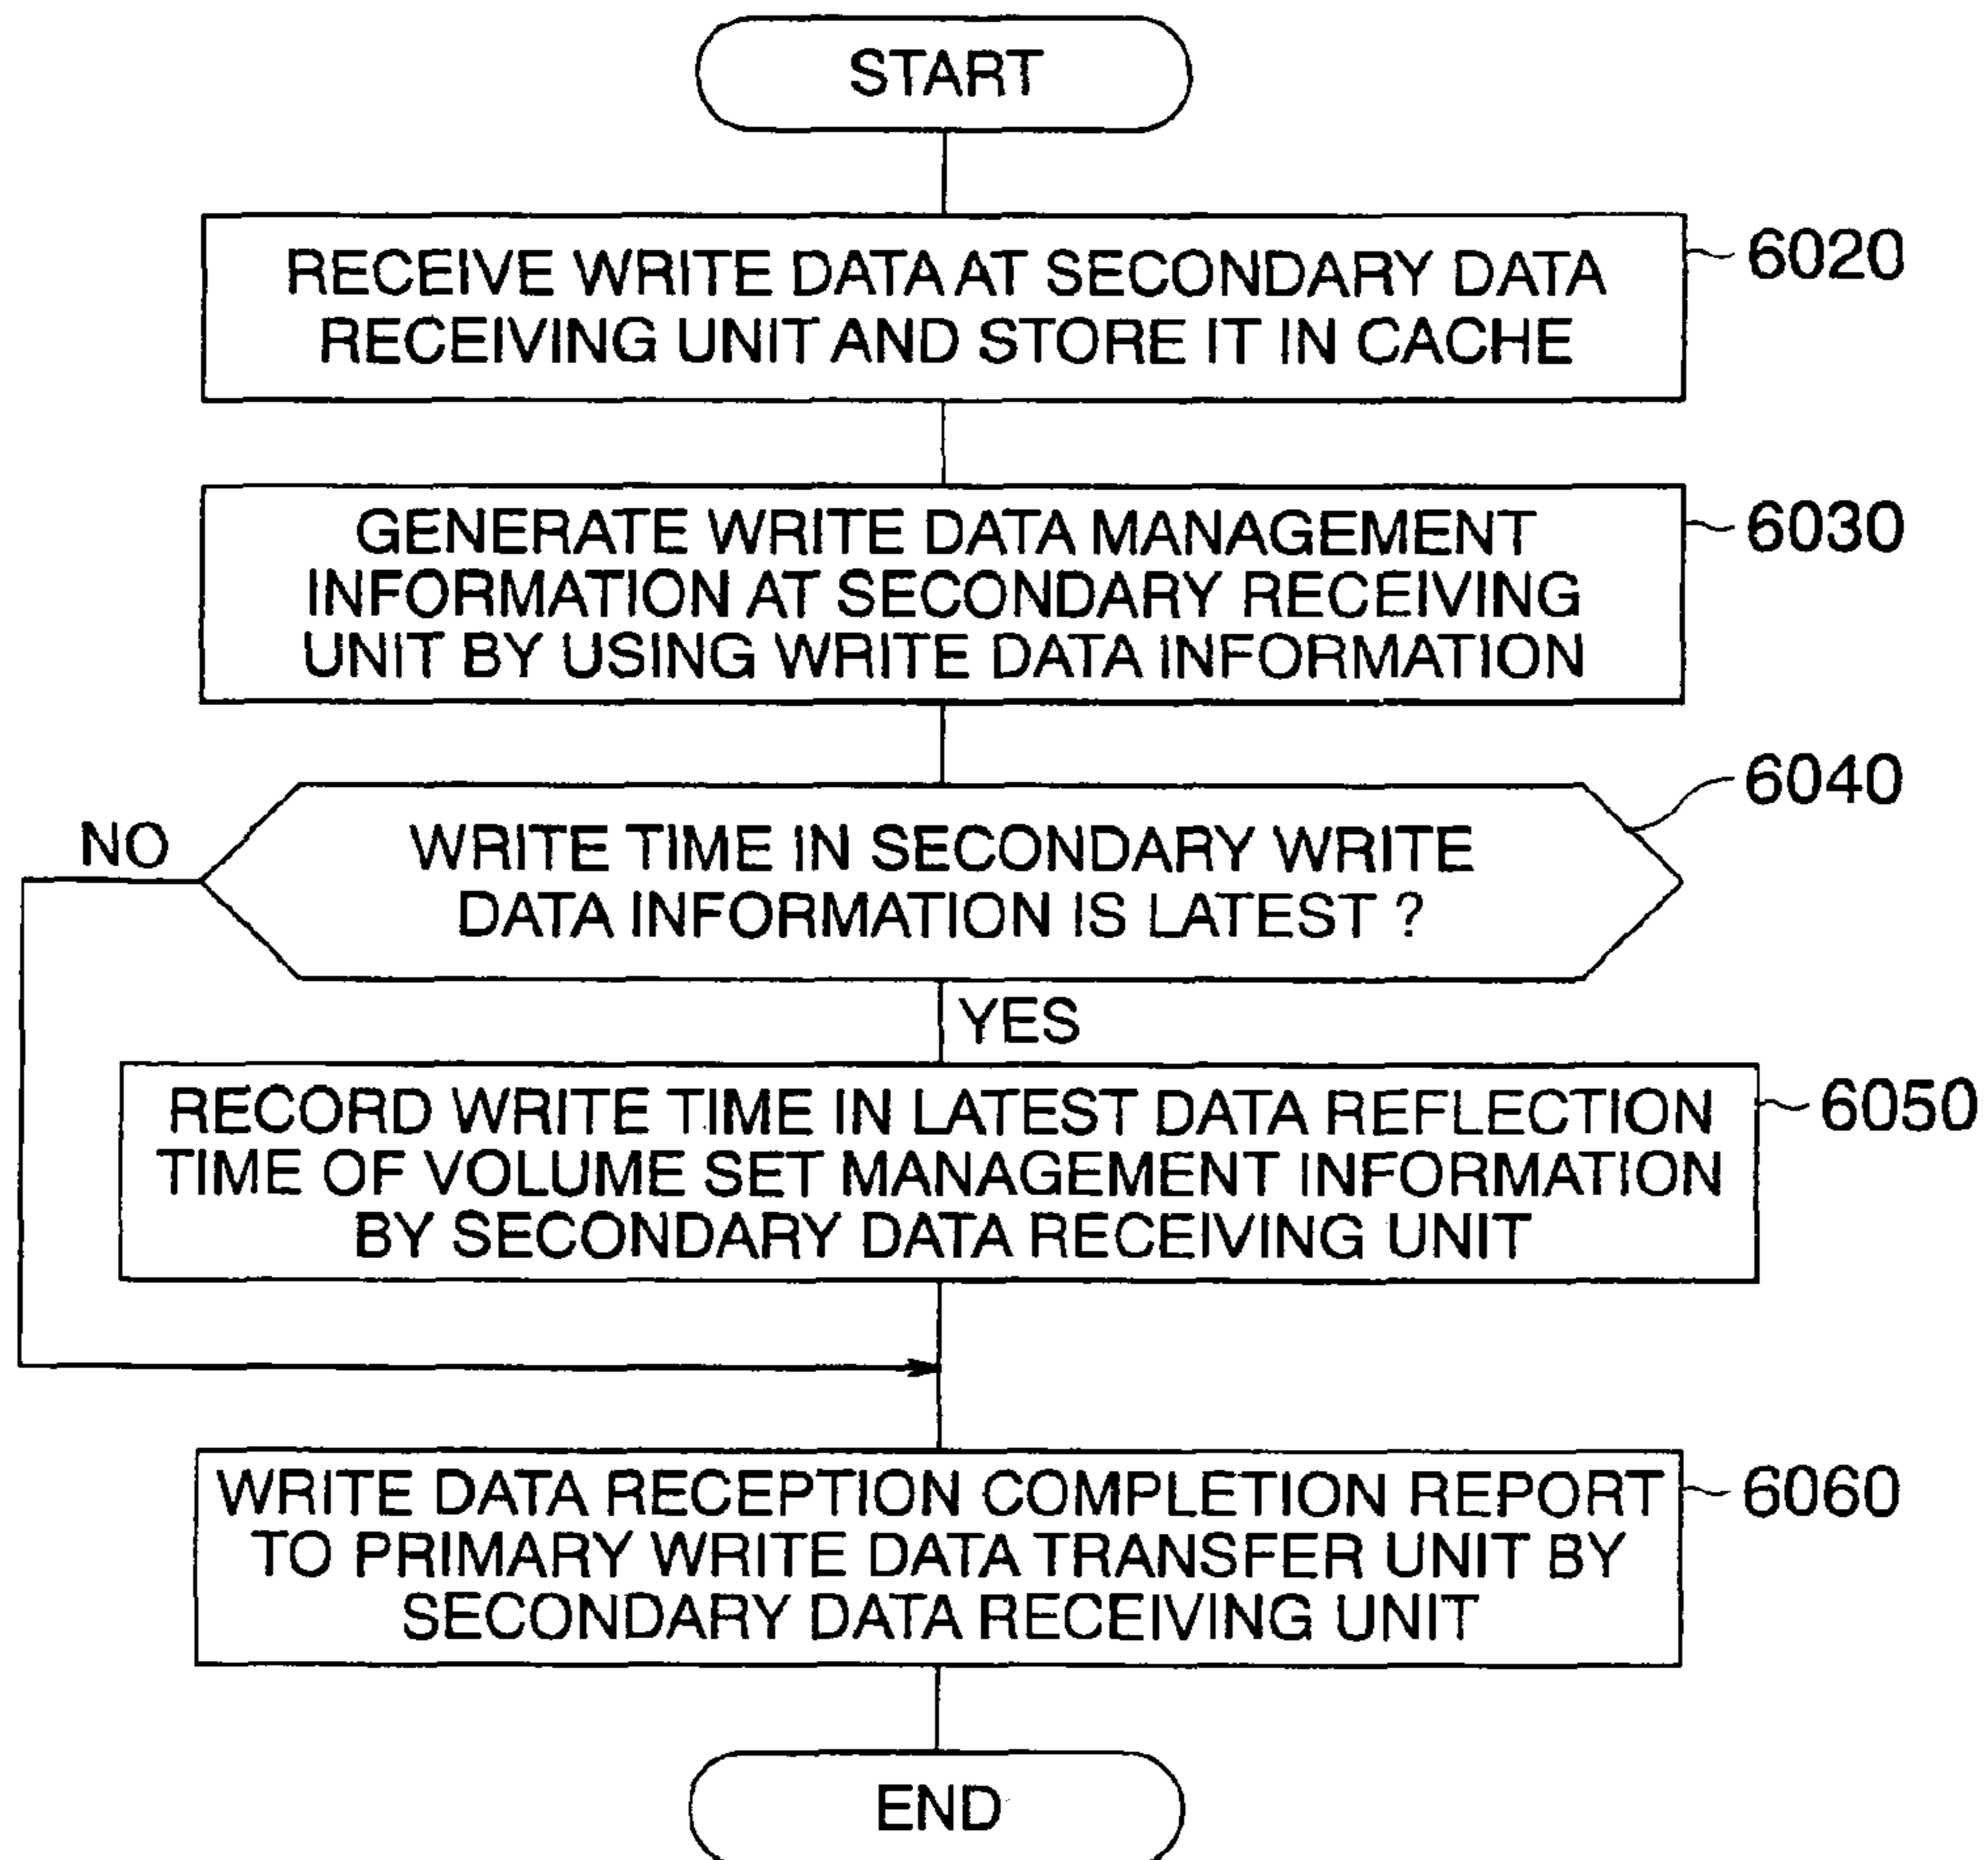 START
RECEIVE WRITE DATA AT SECONDARY DATA
RECEIVING UNIT AND STORE IT IN CACHE
6020
GENERATE WRITE DATA MANAGEMENT
INFORMATION AT SECONDARY RECEIVING
UNIT BY USING WRITE DATA INFORMATION
6030
6040
NO
WRITE TIME IN SECONDARY WRITE
DATA INFORMATION IS LATEST ?
YES
RECORD WRITE TIME IN LATEST DATA REFLECTION
TIME OF VOLUME SET MANAGEMENT INFORMATION
BY SECONDARY DATA RECEIVING UNIT
6050
WRITE DATA RECEPTION COMPLETION REPORT
TO PRIMARY WRITE DATA TRANSFER UNIT BY
SECONDARY DATA RECEIVING UNIT
6060
END